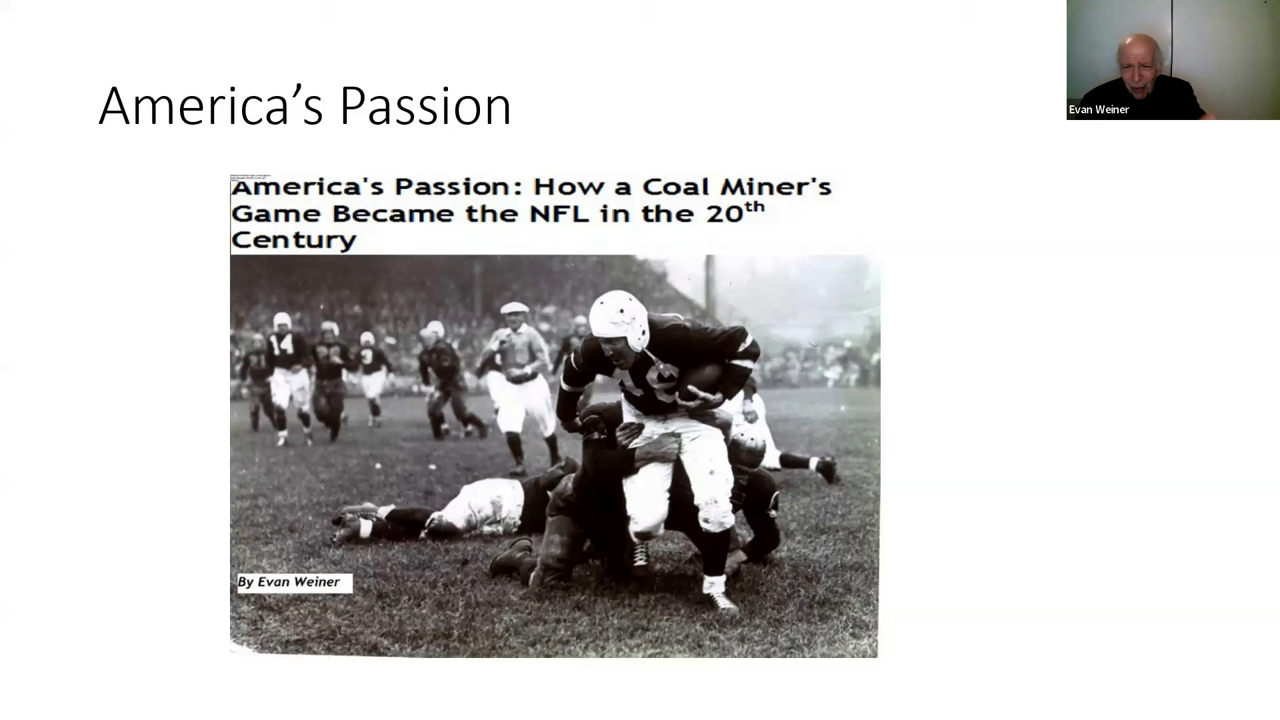 America's Passion
Evan Weiner
America's Passion: How a Coal Miner's
Game Became the NFL in the 20th
Century
14
By Evan Weiner